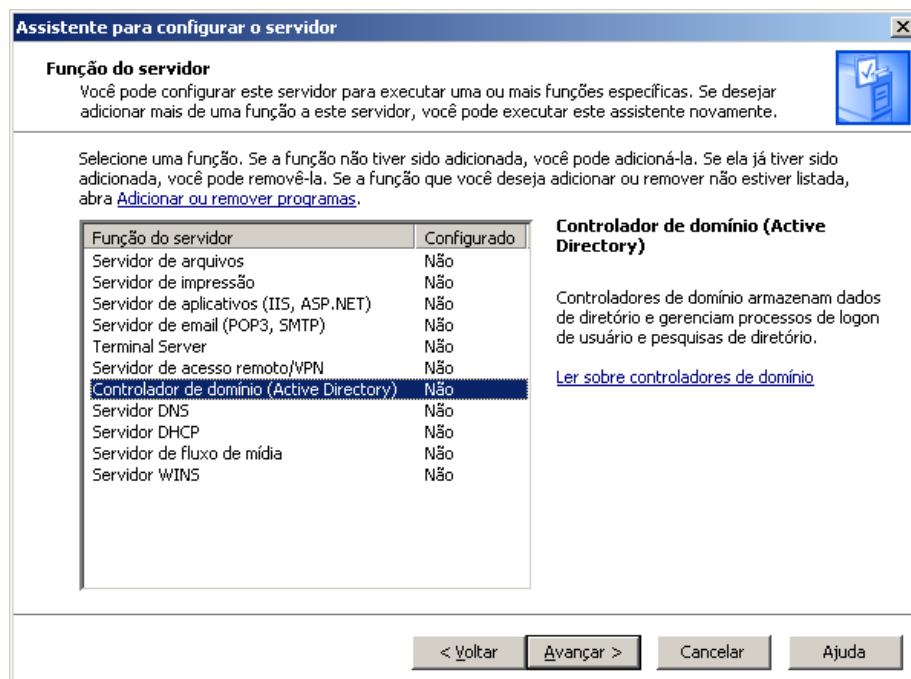 Assistente para configurar o servidor
Função do servidor
Você pode configurar este servidor para executar uma ou mais funções específicas. Se desejar
adicionar mais de uma função a este servidor, você pode executar este assistente novamente.
Selecione uma função. Se a função não tiver sido adicionada, você pode adicioná-la. Se ela já tiver sido
adicionada, você pode removê-la. Se a função que você deseja adicionar ou remover não estiver listada,
abra Adicionar ou remover programas.
Função do servidor Configurado
Servidor de arquivos Não
Servidor de impressão Não
Servidor de aplicativos (IIS, ASP.NET) Não
Servidor de email (POP3, SMTP) Não
Terminal Server Não
Servidor de acesso remoto/VPN Não
Controlador de domínio (Active Directory) Não
Servidor DNS Não
Servidor DHCP Não
Servidor de fluxo de mídia Não
Servidor WINS Não
Controlador de domínio (Active
Directory)
Controladores de domínio armazenam dados
de diretório e gerenciam processos de logon
de usuário e pesquisas de diretório.
Ler sobre controladores de domínio
< Voltar Avançar > Cancelar Ajuda